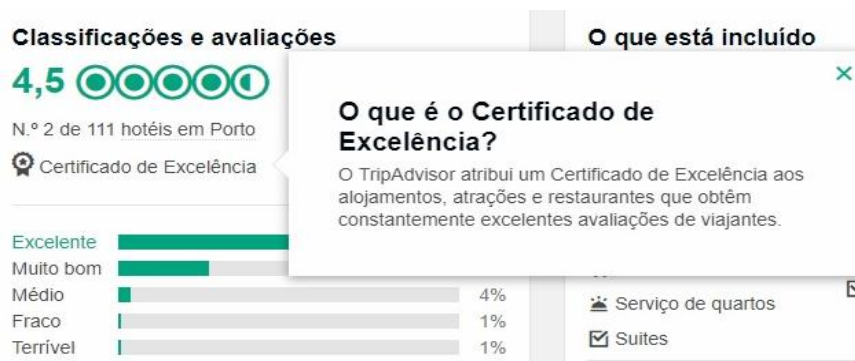 Classificações e avaliações
4,5
N.º 2 de 111 hotéis em Porto
Certificado de Excelência
Excelente
Muito bom
Médio 4%
Fraco 1%
Terrível 1%
O que está incluído
O que é o Certificado de
Excelência?
O TripAdvisor atribui um Certificado de Excelência aos
alojamentos, atrações e restaurantes que obtêm
constantemente excelentes avaliações de viajantes.
Serviço de quartos
Suites